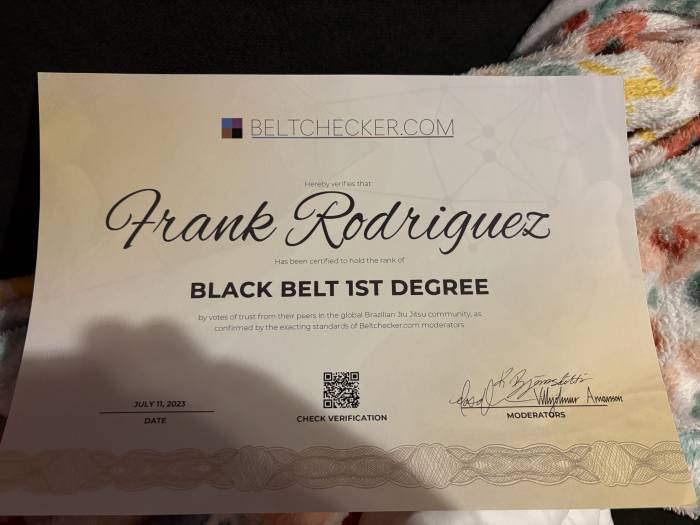 BELTCHECKER.COM
Hereby verifies that
Frank Rodriguez
Has been certified to hold the rank of
BLACK BELT 1ST DEGREE
by votes of trust from their peers in the global Brazilian Jiu Jitsu community, as
confirmed by the exacting standards of Beltchecker.com moderators
JULY 11, 2023
DATE
CHECK VERIFICATION
MODERATORS